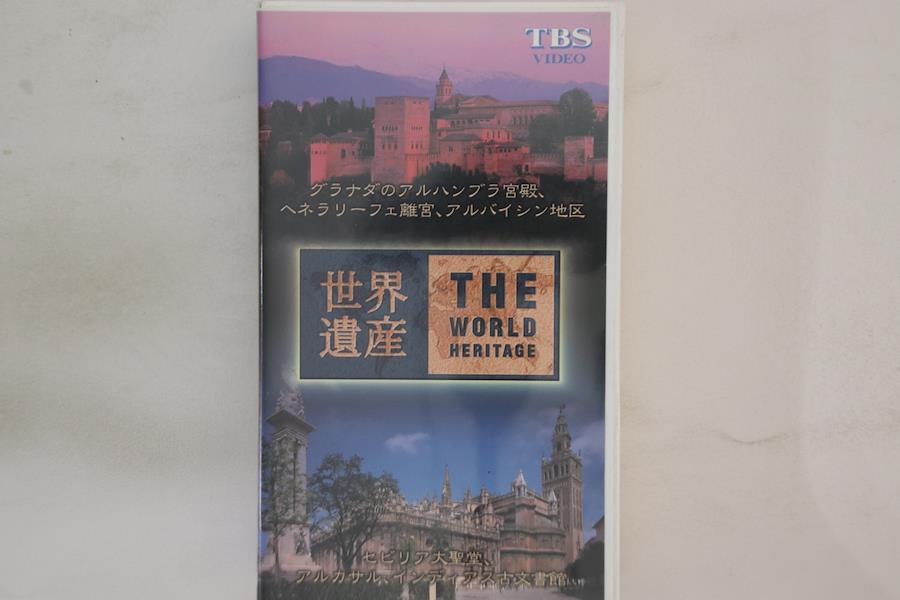 TBS
VIDEO
グラナダのアルハンブラ宮殿、
ヘネラリーフェ離宮、アルバイシン地区
世界
遺産
THE
WORLD
HERITAGE
セビリア大聖堂、
アルカサル、インディアス古文書館